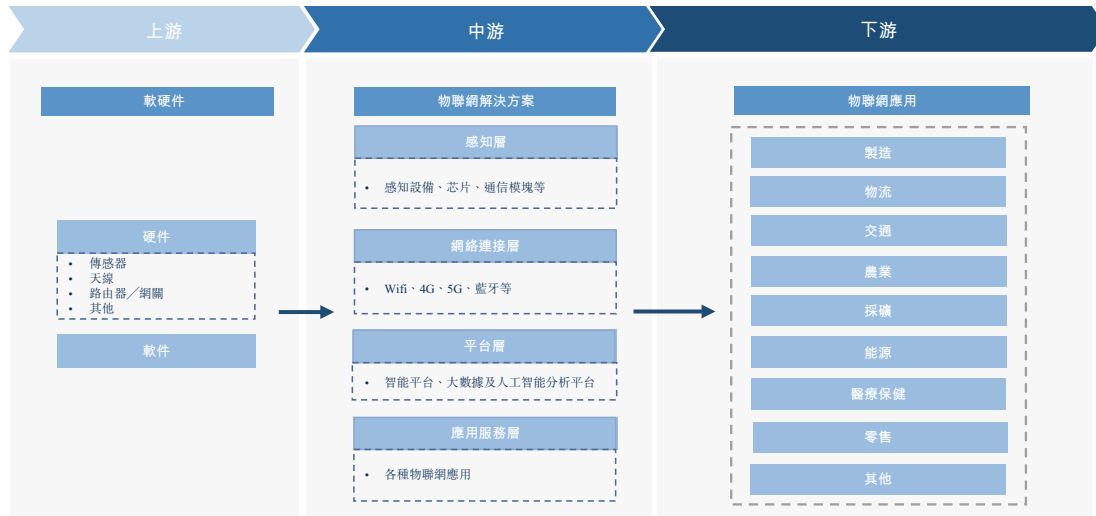 上游
中游
下游
軟硬件
硬件
• 傳感器
• 天線
• 路由器／網關
• 其他
軟件
物聯網解決方案
感知層
• 感知設備、芯片、通信模塊等
網絡連接層
• Wifi、4G、5G、藍牙等
平台層
• 智能平台、大數據及人工智能分析平台
應用服務層
• 各種物聯網應用
物聯網應用
製造
物流
交通
農業
採礦
能源
醫療保健
零售
其他